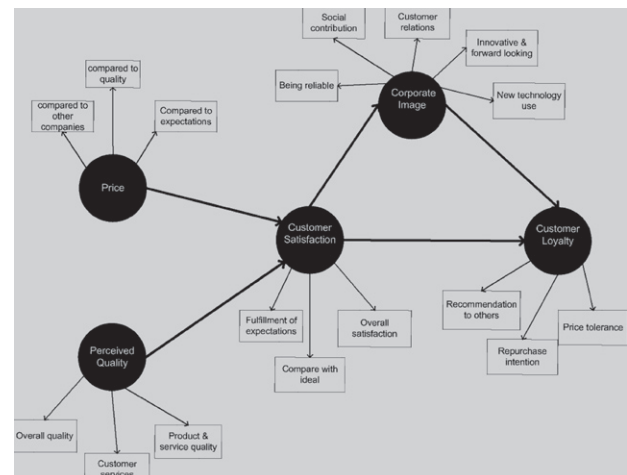 Social
contribution
Customer
relations
Innovative &
forward looking
Being reliable
Corporate
Image
New technology
use
compared to
quality
compared to
other
companies
Compared to
expectations
Price
Customer
Satisfaction
Customer
Loyalty
Fulfillment of
expectations
Overall
satisfaction
Compare with
ideal
Recommendation
to others
Price tolerance
Repurchase
intention
Perceived
Quality
Overall quality
Product &
service quality
Customer
services